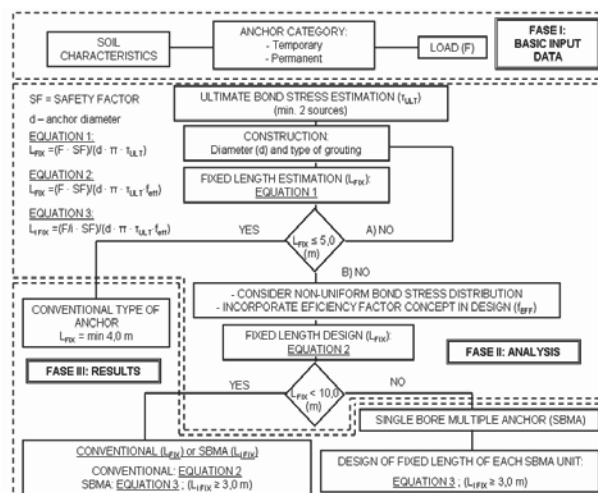 SOIL
CHARACTERISTICS
ANCHOR CATEGORY:
- Temporary
- Permanent
LOAD (F)
FASE I:
BASIC INPUT
DATA
SF = SAFETY FACTOR
d – anchor diameter
EQUATION 1:
L_FIX =(F · SF)/(d · π · τ_ULT)
EQUATION 2:
L_FIX =(F · SF)/(d · π · τ_ULT · f_eff)
EQUATION 3:
L_iFIX =(F/i · SF)/(d · π · τ_ULT · f_eff)
ULTIMATE BOND STRESS ESTIMATION (τ_ULT)
(min. 2 sources)
CONSTRUCTION:
Diameter (d) and type of grouting
FIXED LENGTH ESTIMATION (L_FIX):
EQUATION 1
YES
L_FIX ≤ 5,0
(m)
A) NO
B) NO
- CONSIDER NON-UNIFORM BOND STRESS DISTRIBUTION
- INCORPORATE EFICIENCY FACTOR CONCEPT IN DESIGN (f_EFF)
CONVENTIONAL TYPE OF
ANCHOR
L_FIX = min 4,0 m
FIXED LENGTH DESIGN (L_FIX):
EQUATION 2
FASE II: ANALYSIS
FASE III: RESULTS
YES
L_FIX < 10,0
(m)
NO
SINGLE BORE MULTIPLE ANCHOR (SBMA)
CONVENTIONAL (L_FIX) or SBMA (L_iFIX)
CONVENTIONAL: EQUATION 2
SBMA: EQUATION 3 ; (L_iFIX ≥ 3,0 m)
DESIGN OF FIXED LENGTH OF EACH SBMA UNIT:
EQUATION 3 ; (L_iFIX ≥ 3,0 m)